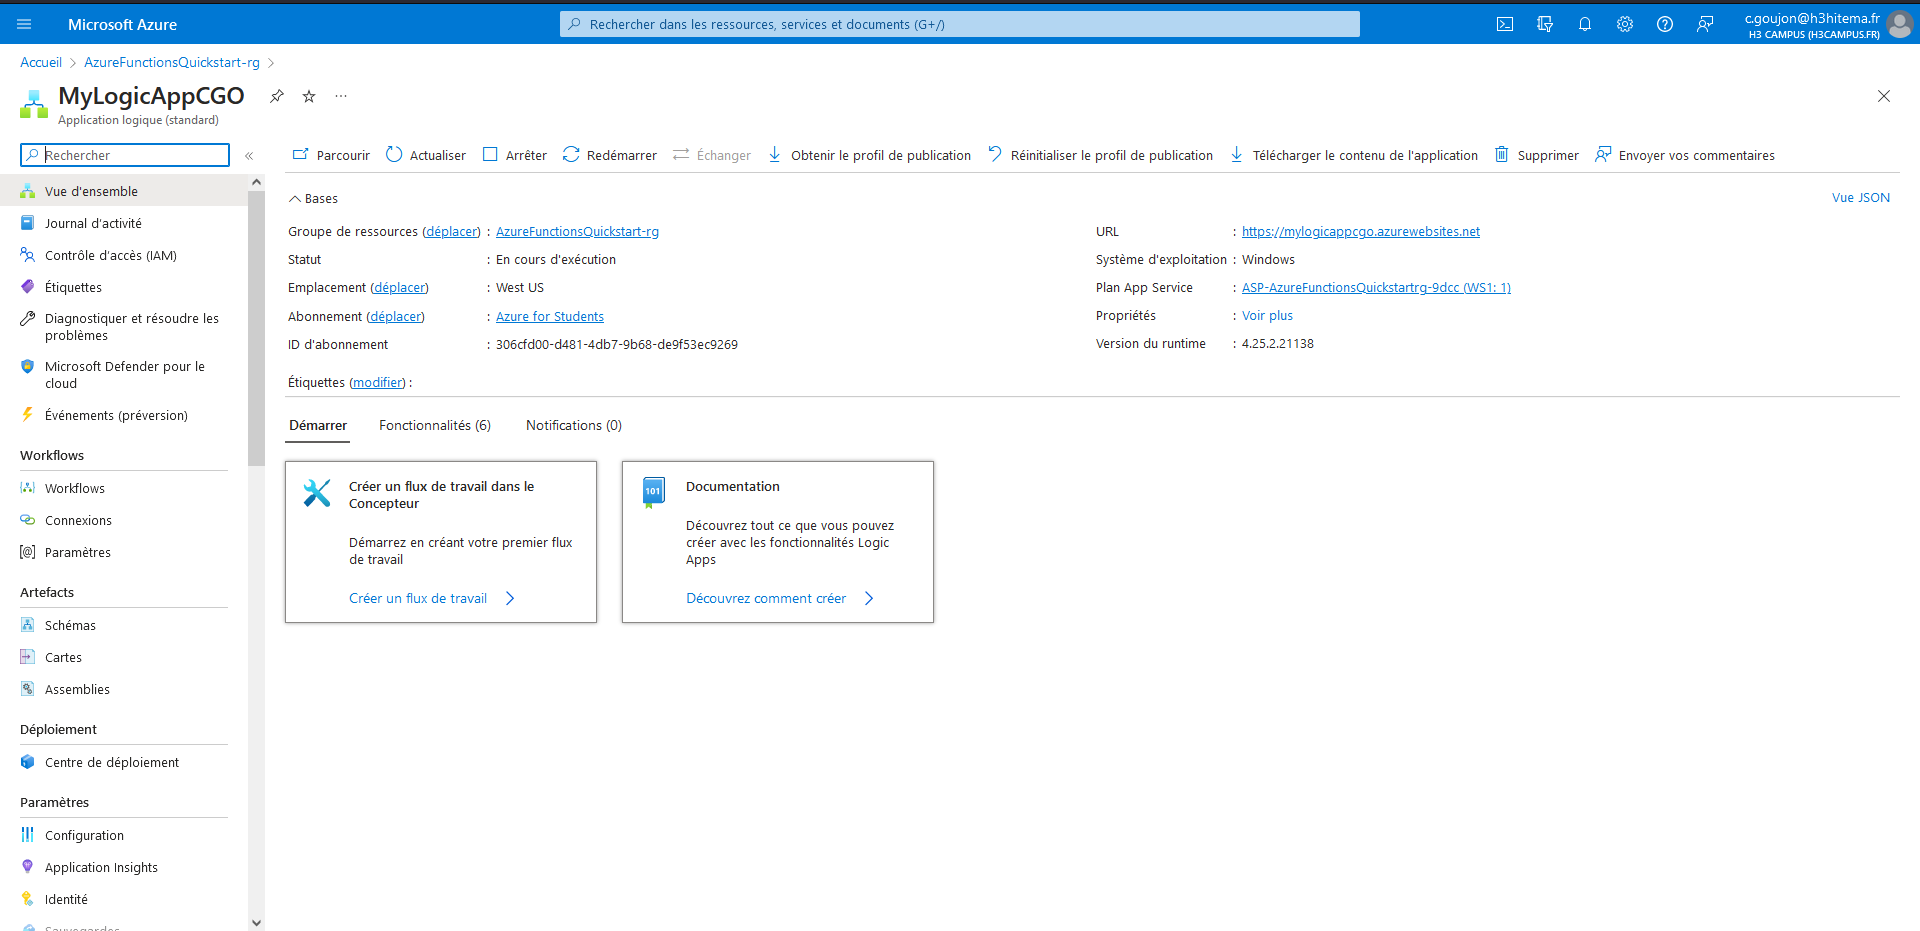 Microsoft Azure
Rechercher dans les ressources, services et documents (G+/)
c.goujon@h3hitema.fr
H3 CAMPUS (H3CAMPUS.FR)
Accueil > AzureFunctionsQuickstart-rg >
MyLogicAppCGO
Application logique (standard)
Rechercher
Vue d'ensemble
Journal d'activité
Contrôle d'accès (IAM)
Étiquettes
Diagnostiquer et résoudre les
problèmes
Microsoft Defender pour le
cloud
Événements (préversion)
Workflows
Workflows
Connexions
Paramètres
Artefacts
Schémas
Cartes
Assemblies
Déploiement
Centre de déploiement
Paramètres
Configuration
Application Insights
Identité
Sauvegardes
Parcourir Actualiser Arrêter Redémarrer Échanger Obtenir le profil de publication Réinitialiser le profil de publication Télécharger le contenu de l'application Supprimer Envoyer vos commentaires
Bases
Vue JSON
Groupe de ressources (déplacer) : AzureFunctionsQuickstart-rg
Statut : En cours d'exécution
Emplacement (déplacer) : West US
Abonnement (déplacer) : Azure for Students
ID d'abonnement : 306cfd00-d481-4db7-9b68-de9f53ec9269
URL : https://mylogicappcgo.azurewebsites.net
Système d'exploitation : Windows
Plan App Service : ASP-AzureFunctionsQuickstartrg-9dcc (WS1: 1)
Propriétés : Voir plus
Version du runtime : 4.25.2.21138
Étiquettes (modifier) :
Démarrer Fonctionnalités (6) Notifications (0)
Créer un flux de travail dans le
Concepteur
Démarrez en créant votre premier flux
de travail
Créer un flux de travail
101
Documentation
Découvrez tout ce que vous pouvez
créer avec les fonctionnalités Logic
Apps
Découvrez comment créer